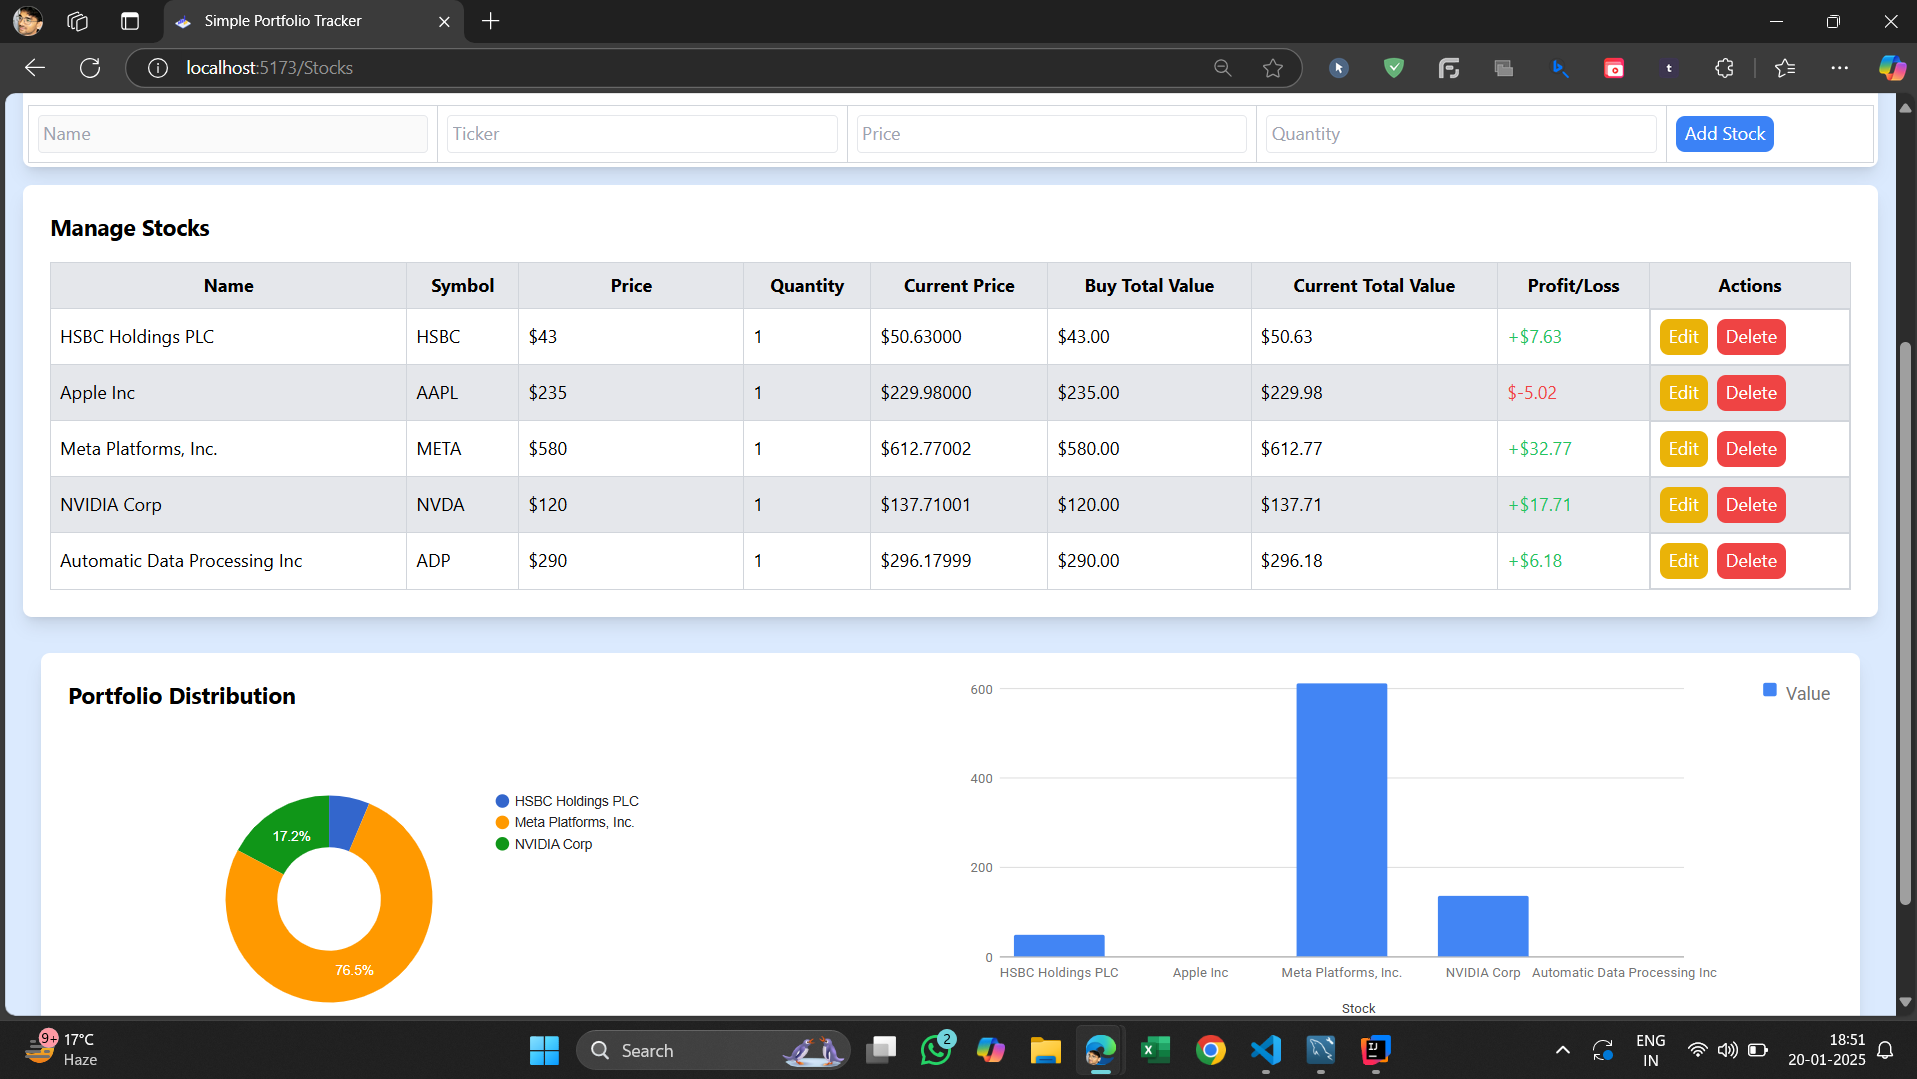 Simple Portfolio Tracker
localhost:5173/Stocks
Name Ticker Price Quantity Add Stock
Manage Stocks
Name Symbol Price Quantity Current Price Buy Total Value Current Total Value Profit/Loss Actions
HSBC Holdings PLC HSBC $43 1 $50.63000 $43.00 $50.63 +$7.63 Edit Delete
Apple Inc AAPL $235 1 $229.98000 $235.00 $229.98 $-5.02 Edit Delete
Meta Platforms, Inc. META $580 1 $612.77002 $580.00 $612.77 +$32.77 Edit Delete
NVIDIA Corp NVDA $120 1 $137.71001 $120.00 $137.71 +$17.71 Edit Delete
Automatic Data Processing Inc ADP $290 1 $296.17999 $290.00 $296.18 +$6.18 Edit Delete
Portfolio Distribution
HSBC Holdings PLC
Meta Platforms, Inc.
NVIDIA Corp
17.2%
76.5%
Value
600
400
200
0
HSBC Holdings PLC Apple Inc Meta Platforms, Inc. NVIDIA Corp Automatic Data Processing Inc
Stock
9+
17°C
Haze
Search
2
ENG
IN
18:51
20-01-2025